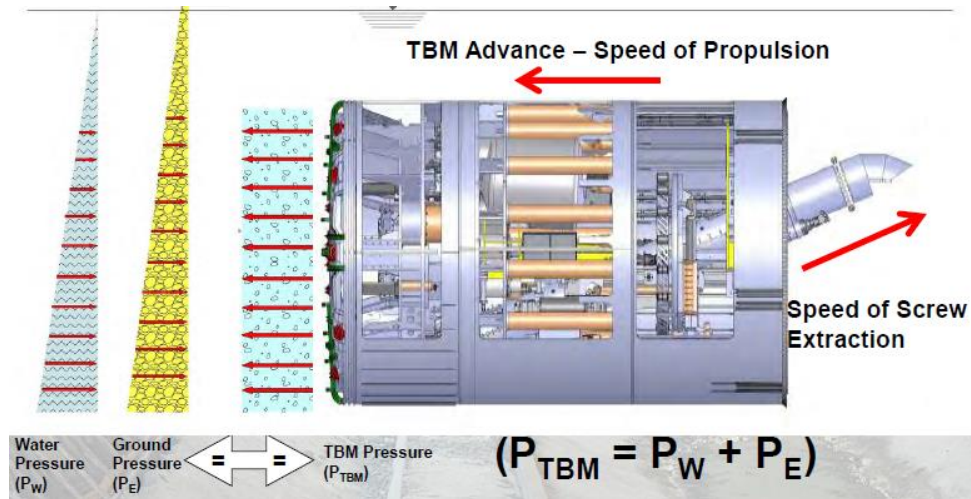 TBM Advance – Speed of Propulsion
Speed of Screw
Extraction
Water
Pressure
(PW)
Ground
Pressure
(PE)
=
=
TBM Pressure
(PTBM)
(PTBM = PW + PE)